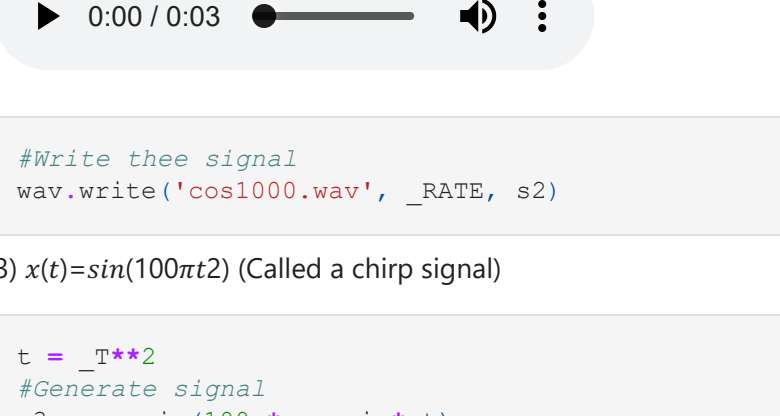 0:00 / 0:03
#Write thee signal
wav.write('cos1000.wav', _RATE, s2)
3) x(t)=sin(100πt2) (Called a chirp signal)
t = _T**2
#Generate signal